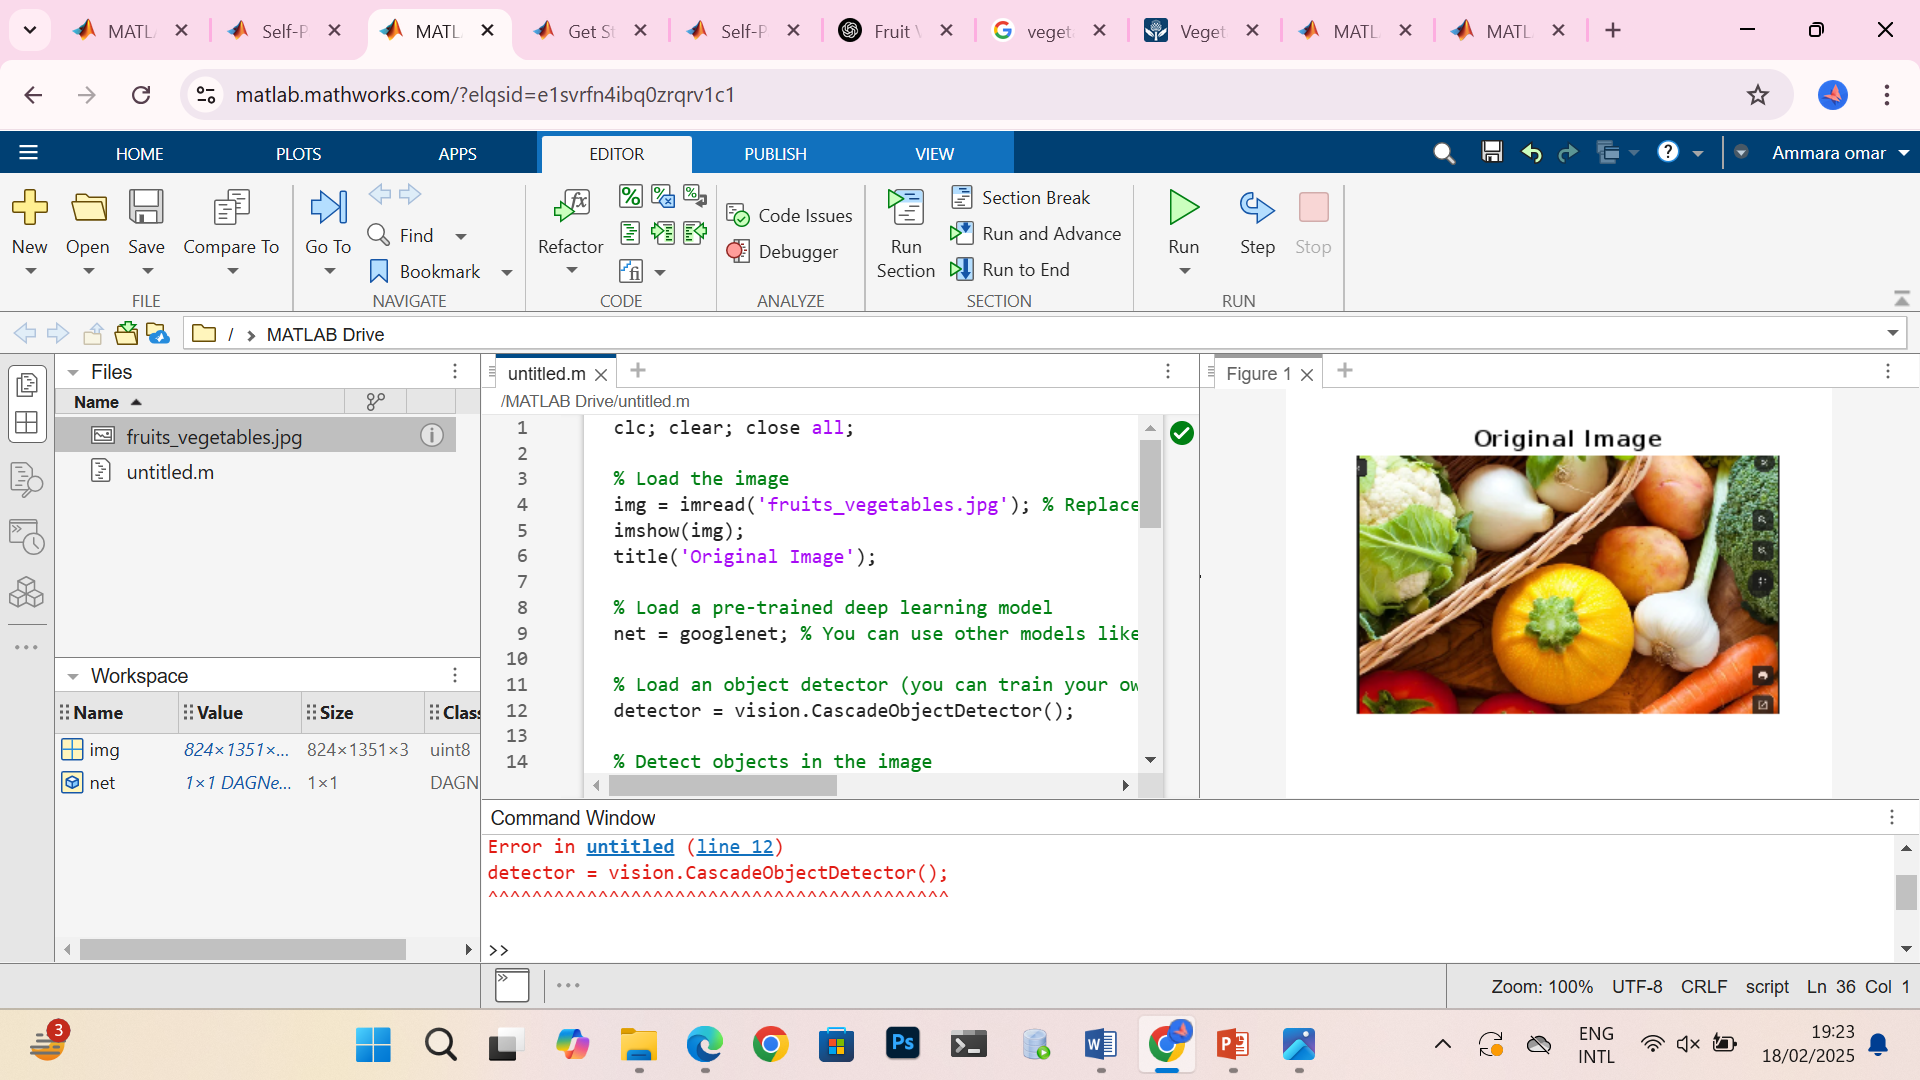 MATL
Self-P
MATL
Get St
Self-P
Fruit
veget
Veget
MATL
MATL
matlab.mathworks.com/?elqsid=e1svrfn4ibq0zrqrv1c1
HOME
PLOTS
APPS
EDITOR
PUBLISH
VIEW
Ammara omar
New
Open
Save
Compare To
FILE
Go To
Find
Bookmark
NAVIGATE
Refactor
CODE
Code Issues
Debugger
ANALYZE
Run Section
Section Break
Run and Advance
Run to End
SECTION
Run
Step
Stop
RUN
/ › MATLAB Drive
Files
Name
fruits_vegetables.jpg
untitled.m
Workspace
Name Value Size Class
img 824×1351×... 824×1351×3 uint8
net 1×1 DAGNe... 1×1 DAGN
untitled.m
/MATLAB Drive/untitled.m
1 clc; clear; close all;
2
3 % Load the image
4 img = imread('fruits_vegetables.jpg'); % Replace
5 imshow(img);
6 title('Original Image');
7
8 % Load a pre-trained deep learning model
9 net = googlenet; % You can use other models like
10
11 % Load an object detector (you can train your ow
12 detector = vision.CascadeObjectDetector();
13
14 % Detect objects in the image
Figure 1
Original Image
Command Window
Error in untitled (line 12)
detector = vision.CascadeObjectDetector();
^^^^^^^^^^^^^^^^^^^^^^^^^^^^^^^^^^^^^^^^^^
>>
Zoom: 100% UTF-8 CRLF script Ln 36 Col 1
3
Ps
ENG
INTL
19:23
18/02/2025